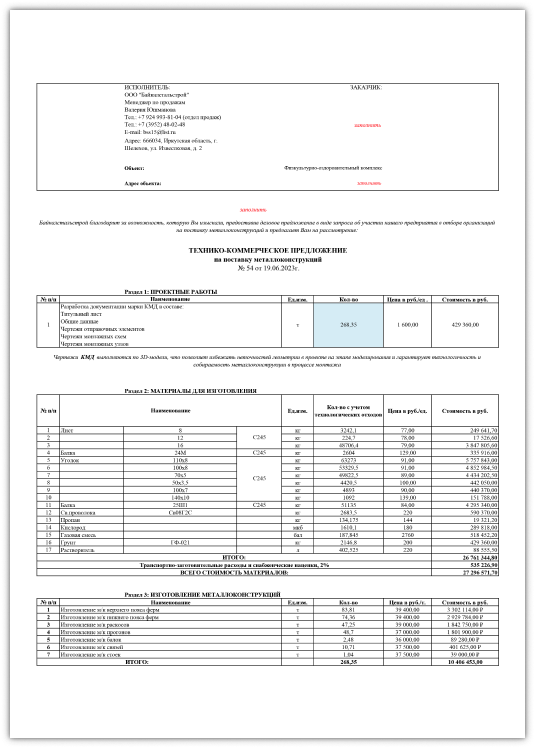 ИСПОЛНИТЕЛЬ: ЗАКАЗЧИК:
ООО "Байкалстальстрой"
Менеджер по продажам
Валерия Юшманова
Тел.: +7 924 993-81-04 (отдел продаж)
Тел.: +7 (3952) 48-02-48 заполнить
E-mail: bss15@list.ru
Адрес: 666034, Иркутская область, г.
Шелехов, ул. Известковая, д. 2
Объект: Физкультурно-оздоровительный комплекс
Адрес объекта: заполнить
заполнить
Байкалстальстрой благодарит за возможность, которую Вы изыскали, предоставив деловое предложение в виде запроса об участии нашего предприятия в отборе организаций
на поставку металлоконструкций и предлагает Вам на рассмотрение:
ТЕХНИКО-КОММЕРЧЕСКОЕ ПРЕДЛОЖЕНИЕ
на поставку металлоконструкций
№ 54 от 19.06.2023г.
Раздел 1: ПРОЕКТНЫЕ РАБОТЫ
№ п/п Наименование Ед.изм. Кол-во Цена в руб./ед. Стоимость в руб.
Разработка документации марки КМД в составе:
Титульный лист
Общие данные
1 Чертежи отправочных элементов т 268,35 1 600,00 429 360,00
Чертежи монтажных схем
Чертежи монтажных узлов
Чертежи КМД выполняются по 3D-модели, что позволяет избежать неточностей геометрии в проекте на этапе моделирования и гарантирует технологичность и
собираемость металлоконструкции в процессе монтажа
Раздел 2: МАТЕРИАЛЫ ДЛЯ ИЗГОТОВЛЕНИЯ
№ п/п Наименование Ед.изм. Кол-во с учетом технологических отходов Цена в руб./ед. Стоимость в руб.
1 Лист 8 С245 кг 3242,1 77,00 249 641,70
2 12 кг 224,7 78,00 17 526,60
3 16 кг 48706,4 79,00 3 847 805,60
4 Балка 24М С245 кг 2604 129,00 335 916,00
5 Уголок 110х8 С245 кг 63273 91,00 5 757 843,00
6 100х8 кг 53329,5 91,00 4 852 984,50
7 50х5 кг 49822,5 89,00 4 434 202,50
8 50х3,5 кг 4420,5 100,00 442 050,00
9 100х7 кг 4893 90,00 440 370,00
10 140х10 кг 1092 139,00 151 788,00
11 Балка 25Ш1 С245 кг 51135 84,00 4 295 340,00
12 Св.проволока Св08Г2С кг 2683,5 220 590 370,00
13 Пропан кг 134,175 144 19 321,20
14 Кислород мкб 1610,1 180 289 818,00
15 Газовая смесь бал 187,845 2760 518 452,20
16 Грунт ГФ-021 кг 2146,8 200 429 360,00
17 Растворитель л 402,525 220 88 555,50
ИТОГО: 26 761 344,80
Транспортно-заготовительные расходы и снабженческие наценки, 2% 535 226,90
ВСЕГО СТОИМОСТЬ МАТЕРИАЛОВ: 27 296 571,70
Раздел 3: ИЗГОТОВЛЕНИЕ МЕТАЛЛОКОНСТРУКЦИЙ
№ п/п Наименование Ед.изм. Кол-во Цена в руб./т. Стоимость в руб.
1 Изготовление м/к верхнего пояса ферм т 83,81 39 400,00 3 302 114,00 ₽
2 Изготовление м/к нижнего пояса ферм т 74,36 39 400,00 2 929 784,00 ₽
3 Изготовление м/к раскосов т 47,25 39 000,00 1 842 750,00 ₽
4 Изготовление м/к прогонов т 48,7 37 000,00 1 801 900,00 ₽
5 Изготовление м/к балок т 2,48 36 000,00 89 280,00 ₽
6 Изготовление м/к связей т 10,71 37 500,00 401 625,00 ₽
7 Изготовление м/к стоек т 1,04 37 500,00 39 000,00 ₽
ИТОГО: 268,35 10 406 453,00